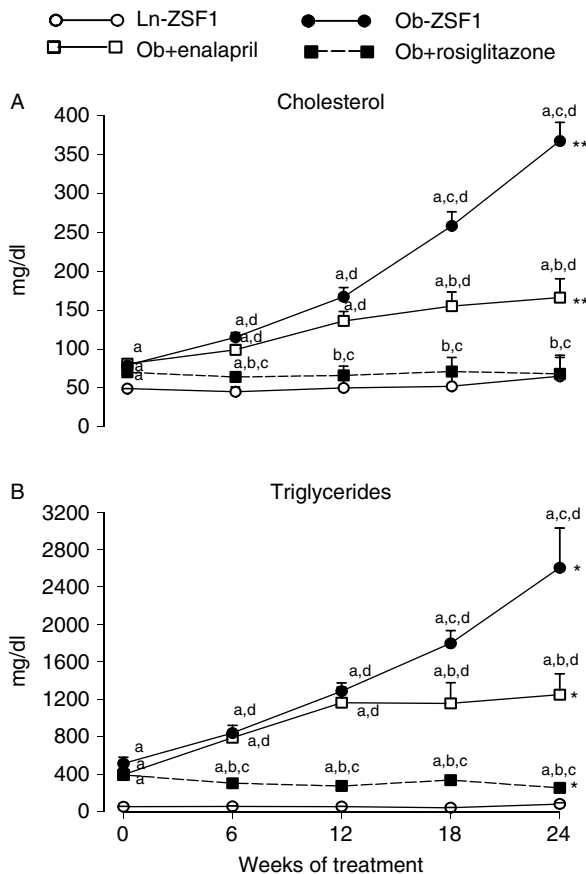 Ln-ZSF1 Ob-ZSF1
Ob+enalapril Ob+rosiglitazone
A Cholesterol
400
350
300
250
200
150
100
50
0
mg/dl
a
a
a
a,d
a,d
a,b,c
a,d
a,d
b,c
a,c,d
a,b,d
b,c
a,c,d
**
a,b,d
**
b,c
B Triglycerides
3200
2800
2400
2000
1600
1200
800
400
0
mg/dl
a
a
a
a,d
a,d
a,b,c
a,d
a,d
a,b,c
a,c,d
a,b,d
a,b,c
a,c,d
*
a,b,d
*
a,b,c
*
0 6 12 18 24
Weeks of treatment